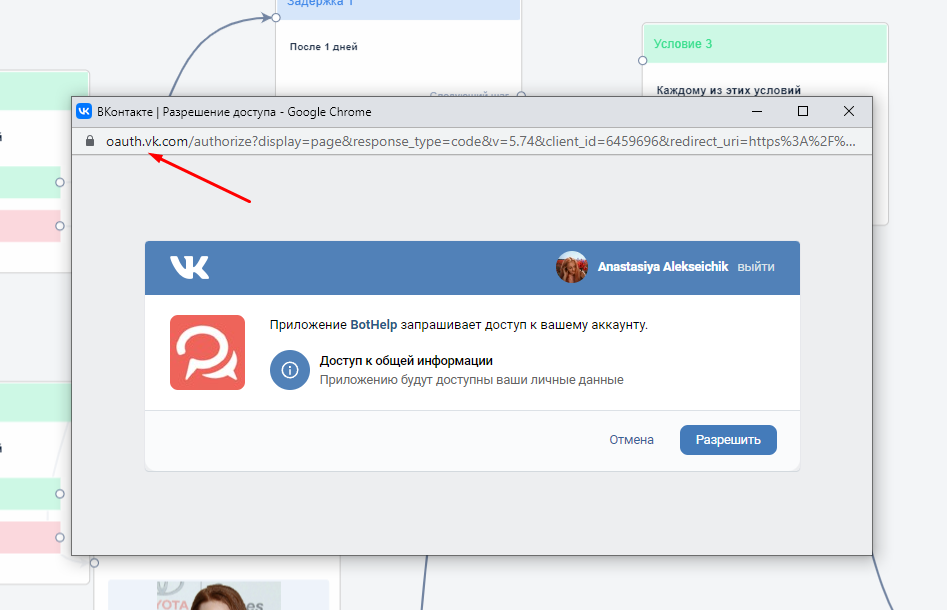 Задержка 1
После 1 дней
Следующий шаг
Условие 3
Каждому из этих условий
ВКонтакте | Разрешение доступа - Google Chrome
oauth.vk.com/authorize?display=page&response_type=code&v=5.74&client_id=6459696&redirect_uri=https%3A%2F%...
Anastasiya Alekseichik выйти
Приложение BotHelp запрашивает доступ к вашему аккаунту.
Доступ к общей информации
Приложению будут доступны ваши личные данные
Отмена
Разрешить